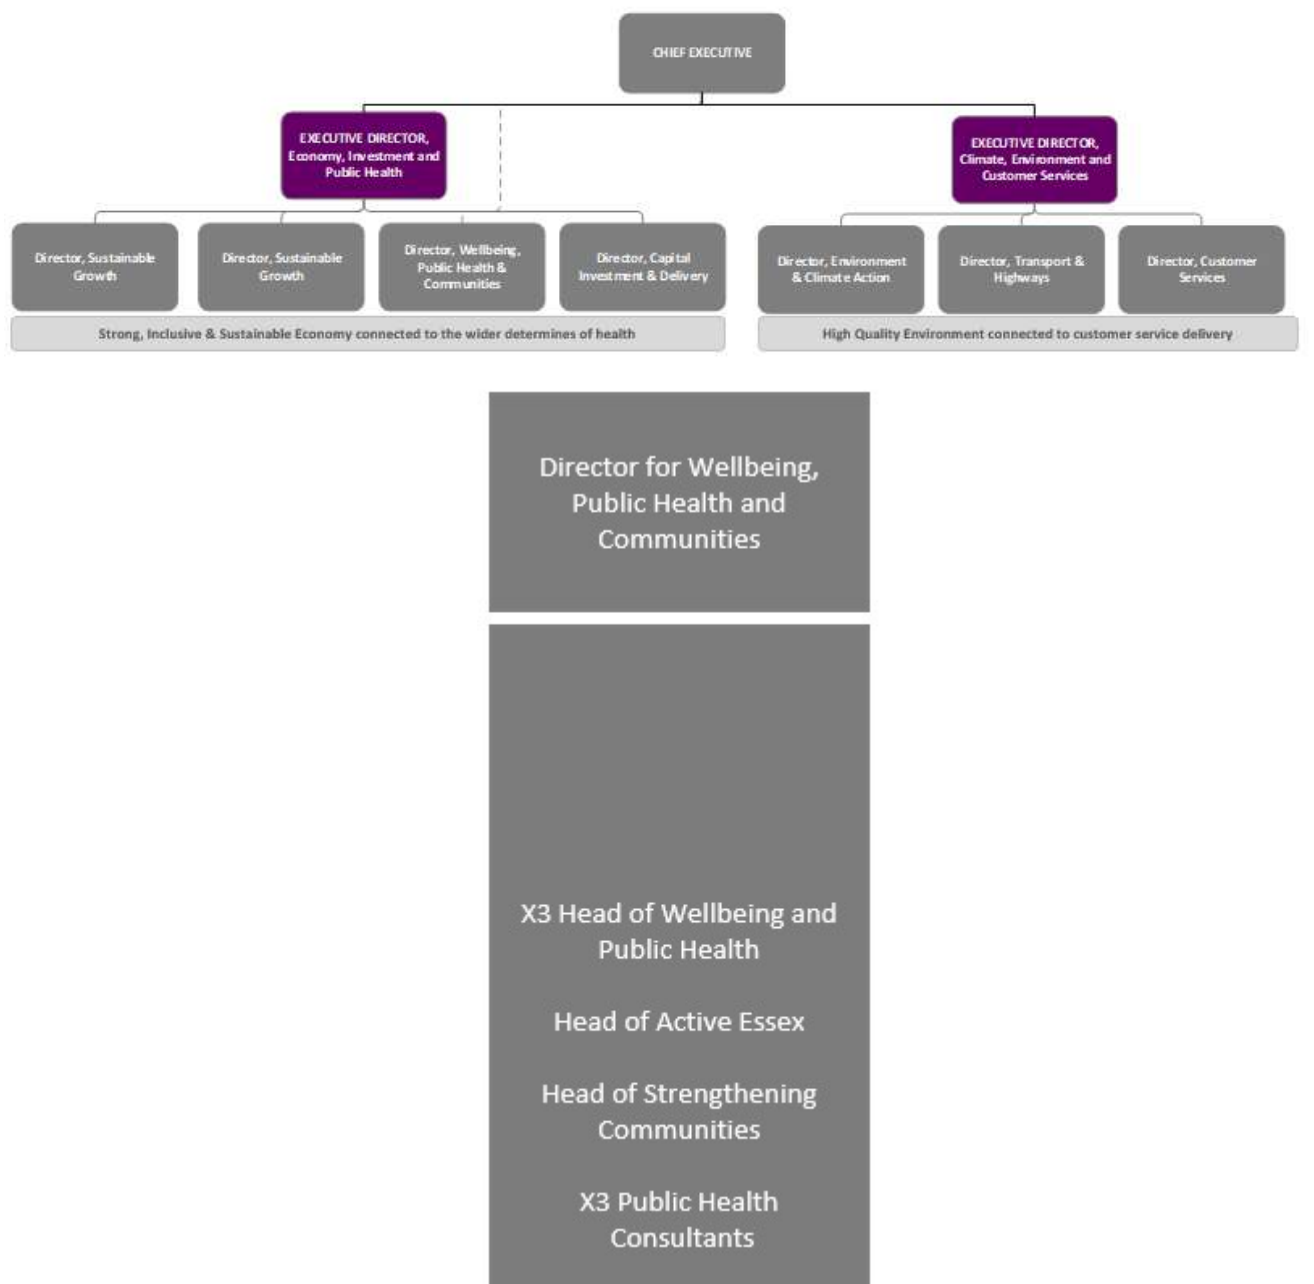 CHIEF EXECUTIVE
EXECUTIVE DIRECTOR,
Economy, Investment and
Public Health
EXECUTIVE DIRECTOR,
Climate, Environment and
Customer Services
Director, Sustainable
Growth
Director, Sustainable
Growth
Director, Wellbeing,
Public Health &
Communities
Director, Capital
Investment & Delivery
Director, Environment
& Climate Action
Director, Transport &
Highways
Director, Customer
Services
Strong, Inclusive & Sustainable Economy connected to the wider determines of health
High Quality Environment connected to customer service delivery
Director for Wellbeing,
Public Health and
Communities
X3 Head of Wellbeing and
Public Health
Head of Active Essex
Head of Strengthening
Communities
X3 Public Health
Consultants